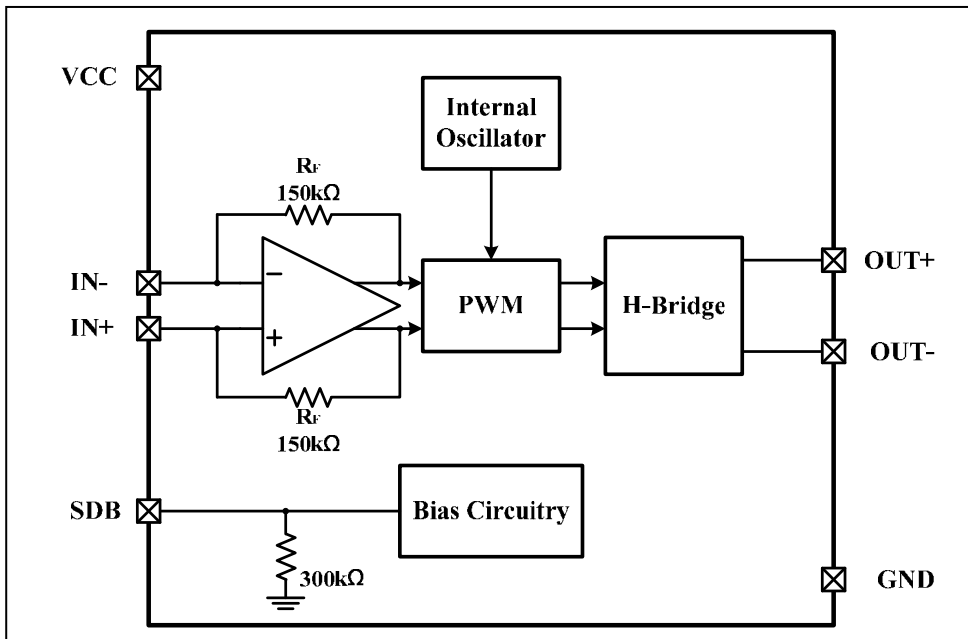 VCC
Internal
Oscillator
RF
150kΩ
IN-
IN+
−
+
PWM
H-Bridge
OUT+
OUT-
RF
150kΩ
SDB
Bias Circuitry
300kΩ
GND